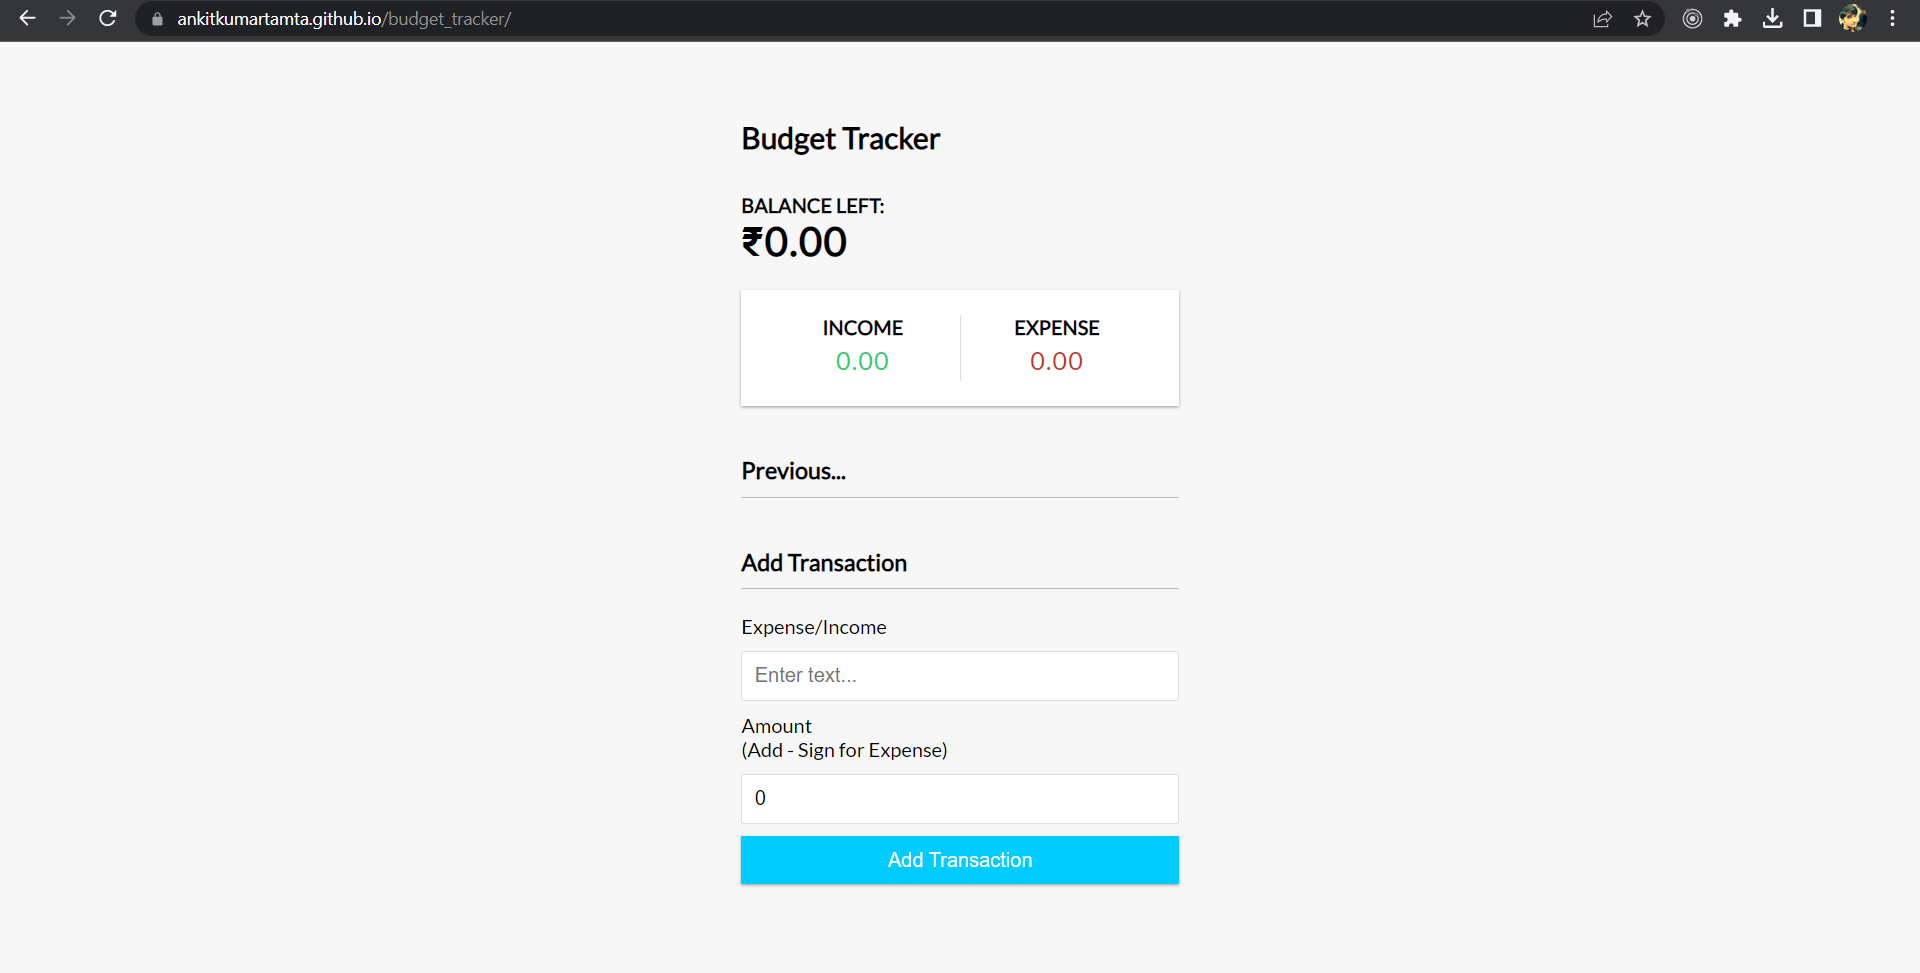 ankitkumartamta.github.io/budget_tracker/
Budget Tracker
BALANCE LEFT:
₹0.00
INCOME EXPENSE
0.00 0.00
Previous...
Add Transaction
Expense/Income
Enter text...
Amount
(Add - Sign for Expense)
0
Add Transaction